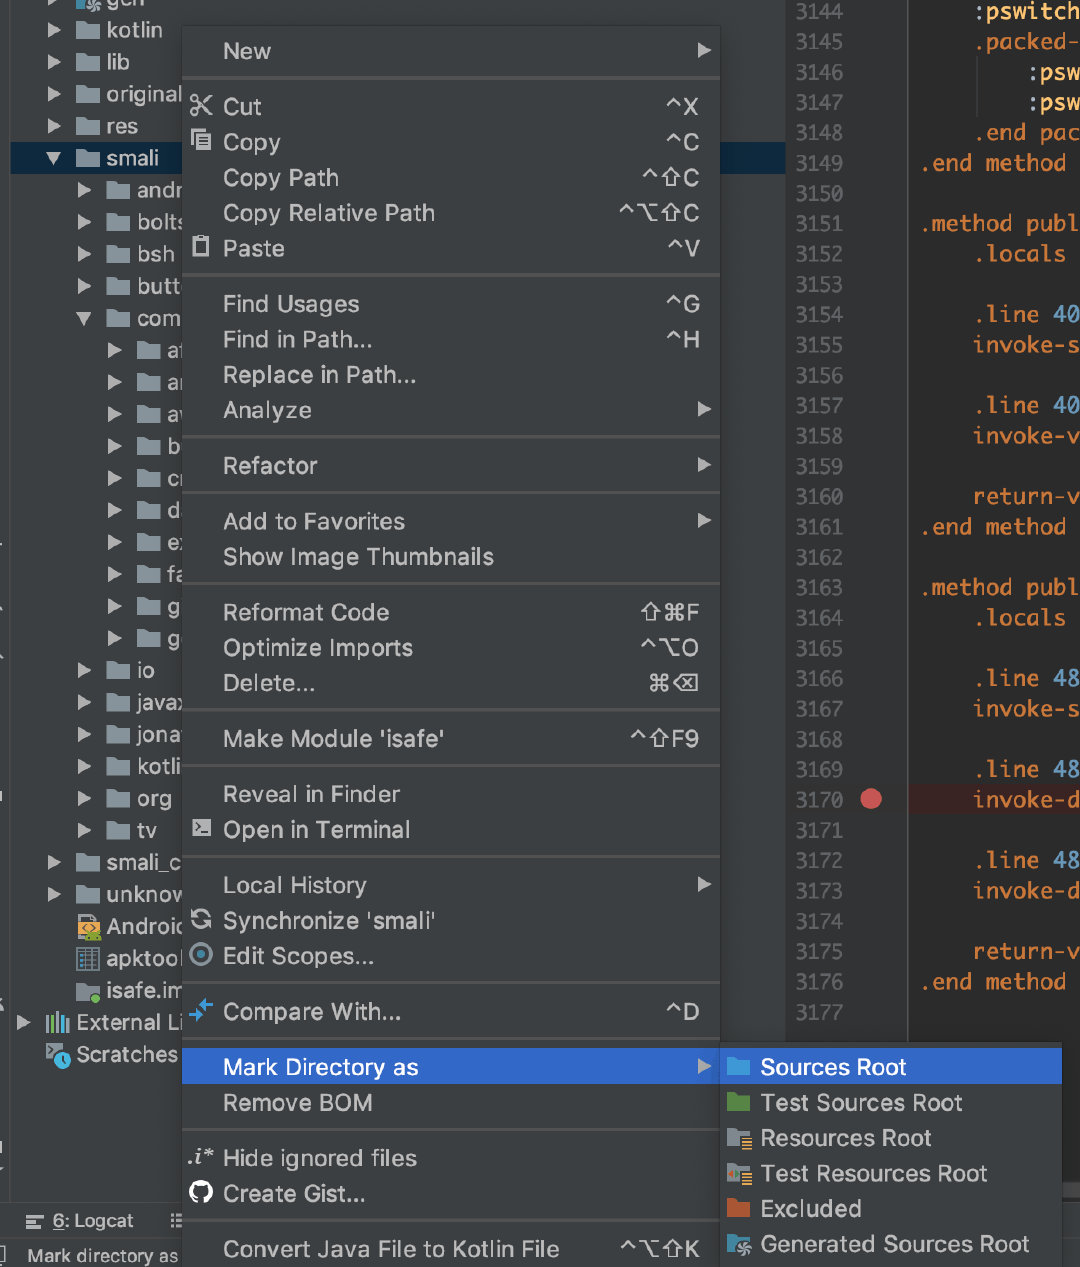 gen
kotlin
lib
original
res
smali
andr
bolts
bsh
butt
com
io
javax
jona
kotli
org
tv
smali_c
unknow
Androic
apktool
isafe.im
External Li
Scratches
6: Logcat
Mark directory as
New
Cut ^X
Copy ^C
Copy Path ^⇧C
Copy Relative Path ^⌥⇧C
Paste ^V
Find Usages ^G
Find in Path... ^H
Replace in Path...
Analyze
Refactor
Add to Favorites
Show Image Thumbnails
Reformat Code ⇧⌘F
Optimize Imports ^⌥O
Delete... ⌘⌫
Make Module 'isafe' ^⇧F9
Reveal in Finder
Open in Terminal
Local History
Synchronize 'smali'
Edit Scopes...
Compare With... ^D
Mark Directory as
Remove BOM
.i* Hide ignored files
Create Gist...
Convert Java File to Kotlin File ^⌥⇧K
Sources Root
Test Sources Root
Resources Root
Test Resources Root
Excluded
Generated Sources Root
3144 :pswitch
3145 .packed-
3146 :psw
3147 :psw
3148 .end pac
3149 .end method
3150
3151 .method publ
3152 .locals
3153
3154 .line 40
3155 invoke-s
3156
3157 .line 40
3158 invoke-v
3159
3160 return-v
3161 .end method
3162
3163 .method publ
3164 .locals
3165
3166 .line 48
3167 invoke-s
3168
3169 .line 48
3170 invoke-d
3171
3172 .line 48
3173 invoke-d
3174
3175 return-v
3176 .end method
3177